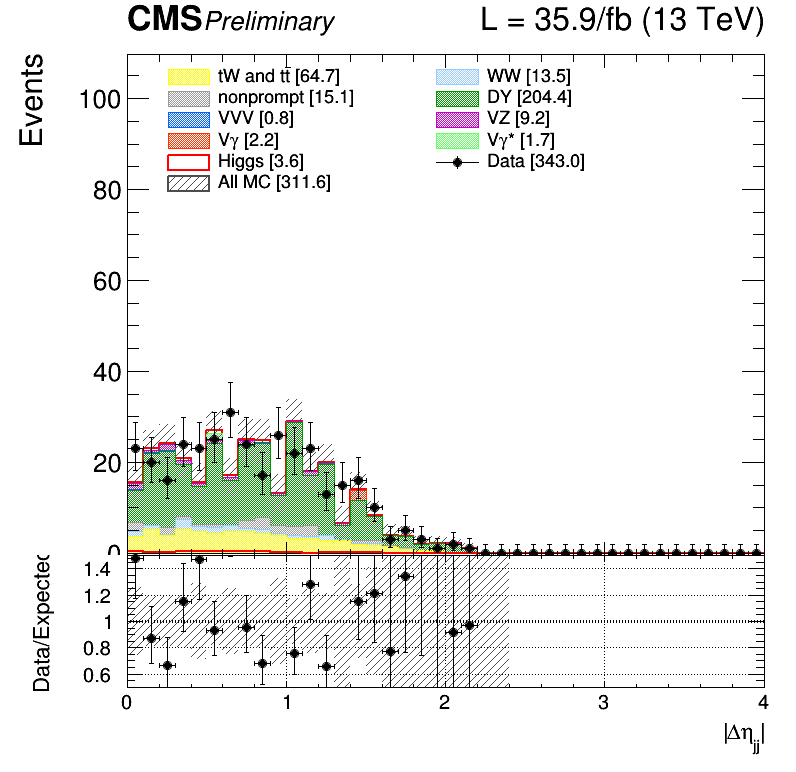 CMS Preliminary L = 35.9/fb (13 TeV)
Events
tW and tt̄ [64.7]
nonprompt [15.1]
VVV [0.8]
Vγ [2.2]
Higgs [3.6]
All MC [311.6]
WW [13.5]
DY [204.4]
VZ [9.2]
Vγ* [1.7]
Data [343.0]
100
80
60
40
20
0
Data/Expected
1.4
1.2
1
0.8
0.6
0 1 2 3 4
|Δη_jj|